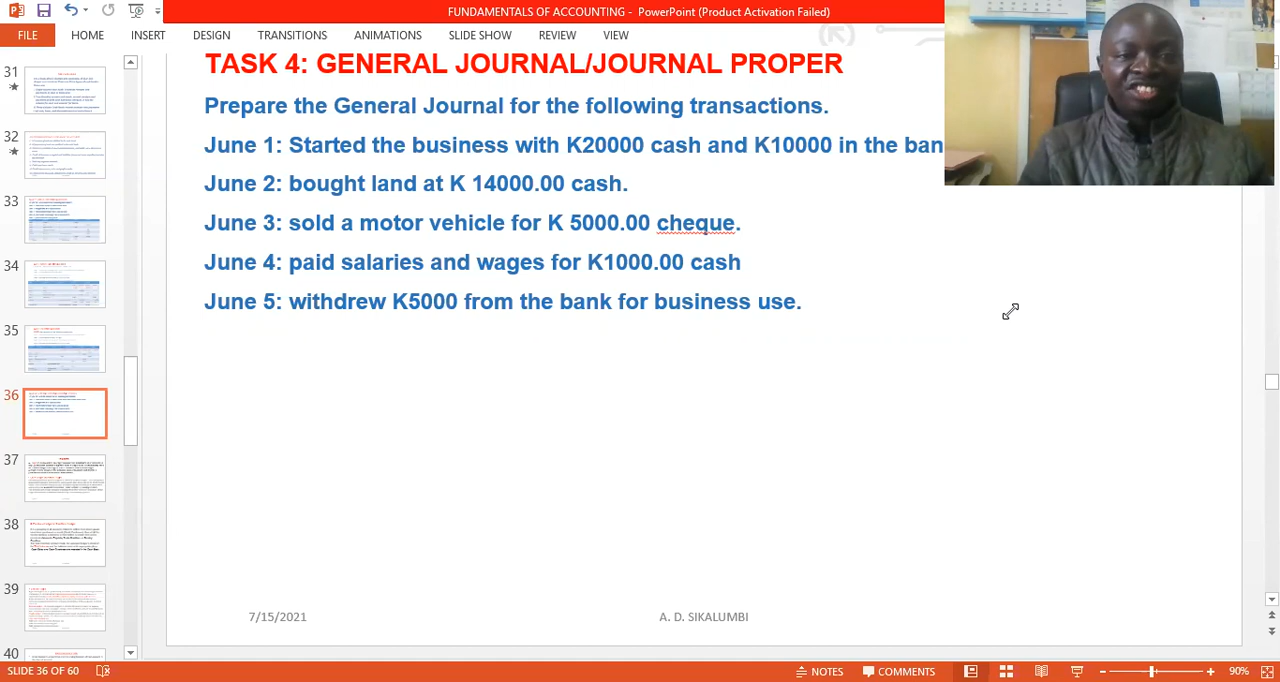 FUNDAMENTALS OF ACCOUNTING - PowerPoint (Product Activation Failed)
FILE HOME INSERT DESIGN TRANSITIONS ANIMATIONS SLIDE SHOW REVIEW VIEW
31
32
33
34
35
36
37
38
39
40
TASK 4: GENERAL JOURNAL/JOURNAL PROPER
Prepare the General Journal for the following transactions.
June 1: Started the business with K20000 cash and K10000 in the ban
June 2: bought land at K 14000.00 cash.
June 3: sold a motor vehicle for K 5000.00 cheque.
June 4: paid salaries and wages for K1000.00 cash
June 5: withdrew K5000 from the bank for business use.
7/15/2021 A. D. SIKALUMBI
SLIDE 36 OF 60 NOTES COMMENTS 90%